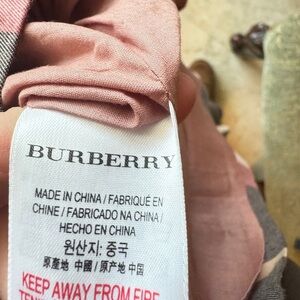 BURBERRY
MADE IN CHINA / FABRIQUÉ EN
CHINE / FABRICADO NA CHINA /
HECHO EN CHINA
원산지: 중국
原產地 中國 / 原产地 中国
KEEP AWAY FROM FIRE